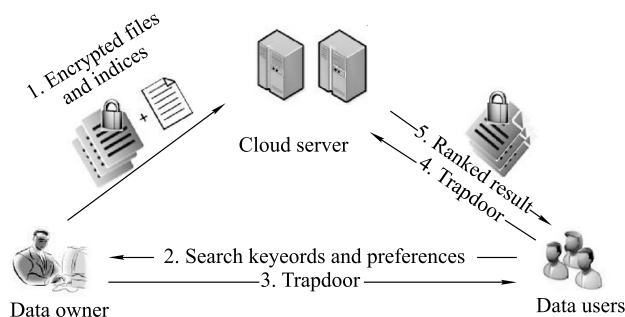 1. Encrypted files
and indices
+
Cloud server
5. Ranked result
4. Trapdoor
2. Search keyeords and preferences
3. Trapdoor
Data owner
Data users